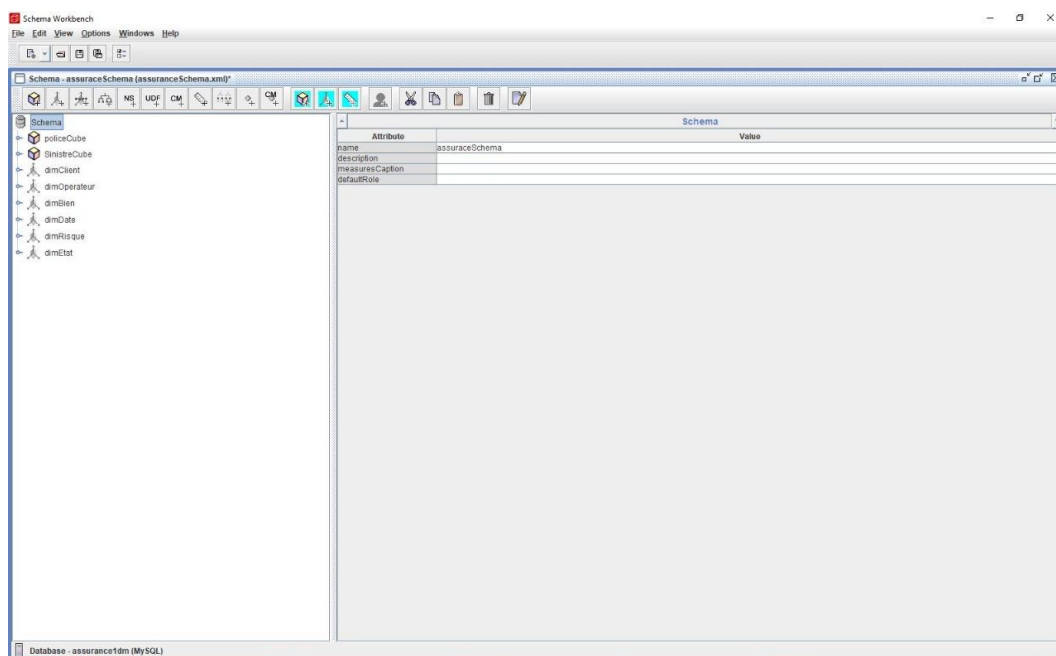 Schema Workbench
File Edit View Options Windows Help
Schema - assuraceSchema (assuranceSchema.xml)*
NS UDF CM CM
Schema
policeCube
SinistreCube
dimClient
dimOperateur
dimBien
dimDate
dimRisque
dimEtat
Schema
Attribute Value
name assuraceSchema
description
measuresCaption
defaultRole
Database - assurance1dm (MySQL)